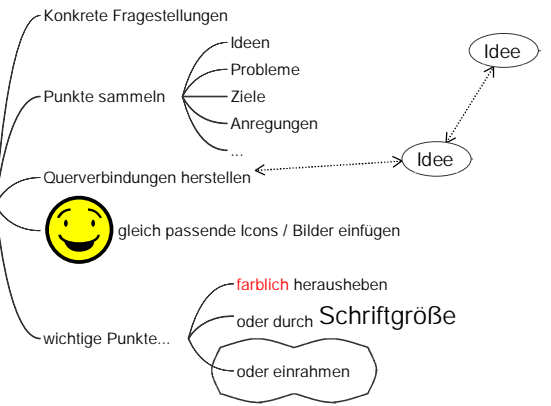 Konkrete Fragestellungen
Punkte sammeln
Ideen
Probleme
Ziele
Anregungen
...
Querverbindungen herstellen
Idee
Idee
gleich passende Icons / Bilder einfügen
wichtige Punkte...
farblich herausheben
oder durch Schriftgröße
oder einrahmen